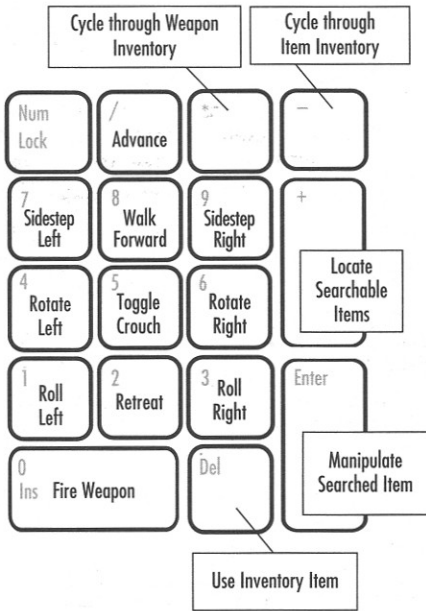 Cycle through Weapon
Inventory
Cycle through
Item Inventory
Num
Lock
/
Advance
*
−
7
Sidestep
Left
8
Walk
Forward
9
Sidestep
Right
+
4
Rotate
Left
5
Toggle
Crouch
6
Rotate
Right
Locate
Searchable
Items
1
Roll
Left
2
Retreat
3
Roll
Right
Enter
0
Ins
Fire Weapon
Del
Manipulate
Searched Item
Use Inventory Item